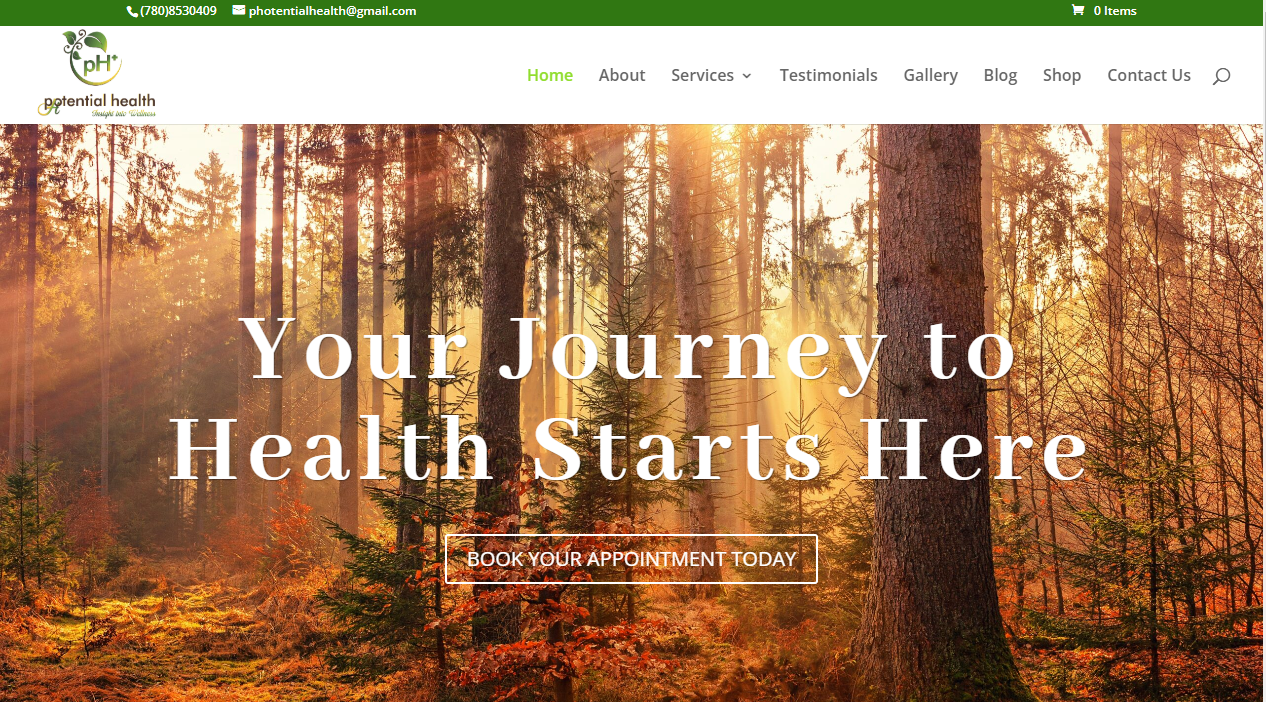 (780)8530409 photentialhealth@gmail.com 0 Items
pH+
Apotential health
Insight into Wellness
Home About Services Testimonials Gallery Blog Shop Contact Us
Your Journey to
Health Starts Here
BOOK YOUR APPOINTMENT TODAY